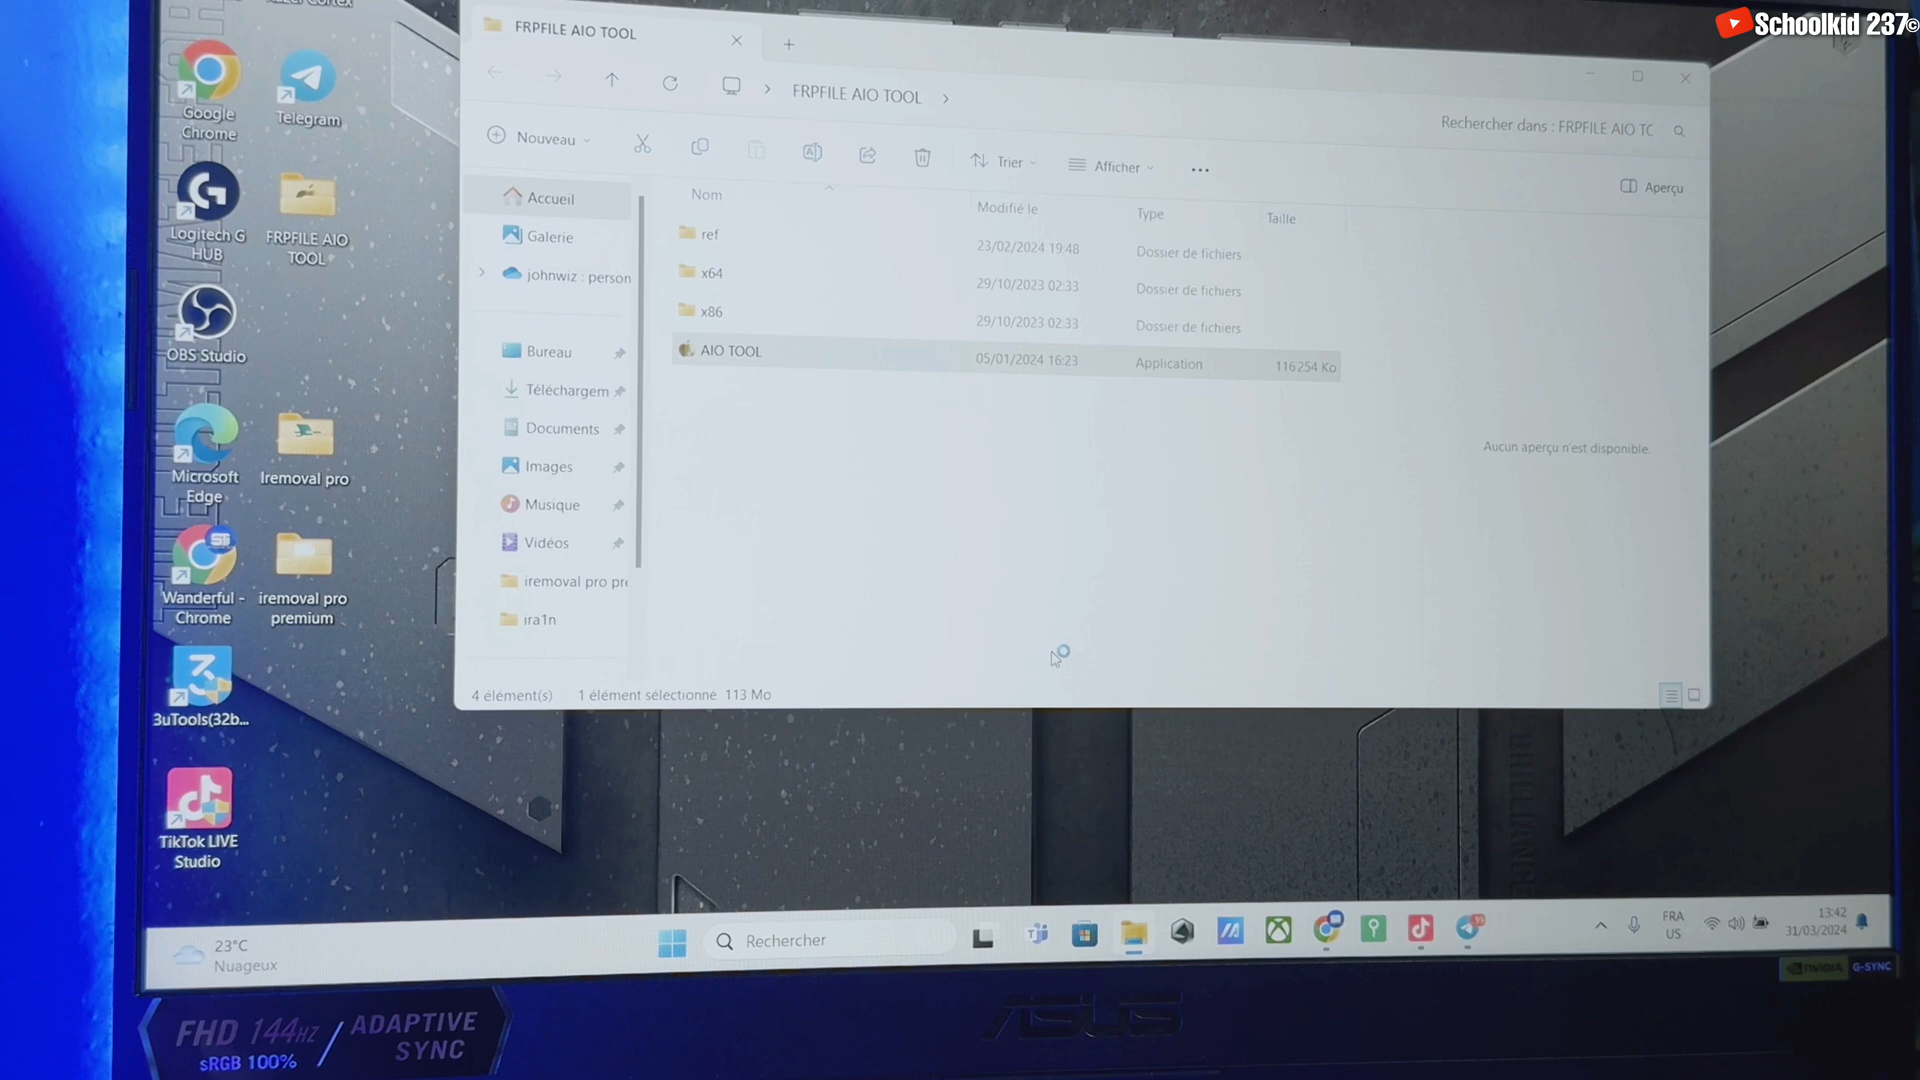 Schoolkid 237©
Google
Chrome
Telegram
Logitech G
HUB
FRPFILE AIO
TOOL
OBS Studio
Microsoft
Edge
Iremoval pro
Wanderful -
Chrome
iremoval pro
premium
3uTools(32b...
TikTok LIVE
Studio
FRPFILE AIO TOOL
FRPFILE AIO TOOL
Rechercher dans : FRPFILE AIO TC
Nouveau
Trier
Afficher
Aperçu
Accueil
Galerie
johnwiz : person
Bureau
Téléchargem
Documents
Images
Musique
Vidéos
iremoval pro pre
ira1n
Nom Modifié le Type Taille
ref 23/02/2024 19:48 Dossier de fichiers
x64 29/10/2023 02:33 Dossier de fichiers
x86 29/10/2023 02:33 Dossier de fichiers
AIO TOOL 05/01/2024 16:23 Application 116 254 Ko
Aucun aperçu n'est disponible.
4 élément(s) 1 élément sélectionné 113 Mo
23°C
Nuageux
Rechercher
99
FRA
US
13:42
31/03/2024
NVIDIA G-SYNC
FHD 144HZ / ADAPTIVE
SYNC
sRGB 100%
ASUS